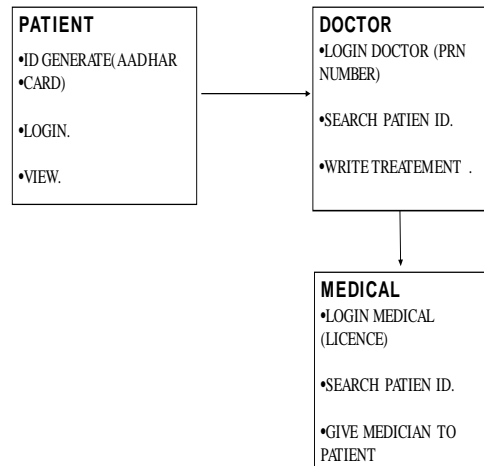 PATIENT
•ID GENERATE(AADHAR
•CARD)
•LOGIN.
•VIEW.
DOCTOR
•LOGIN DOCTOR (PRN
NUMBER)
•SEARCH PATIEN ID.
•WRITE TREATEMENT .
MEDICAL
•LOGIN MEDICAL
(LICENCE)
•SEARCH PATIEN ID.
•GIVE MEDICIAN TO
PATIENT